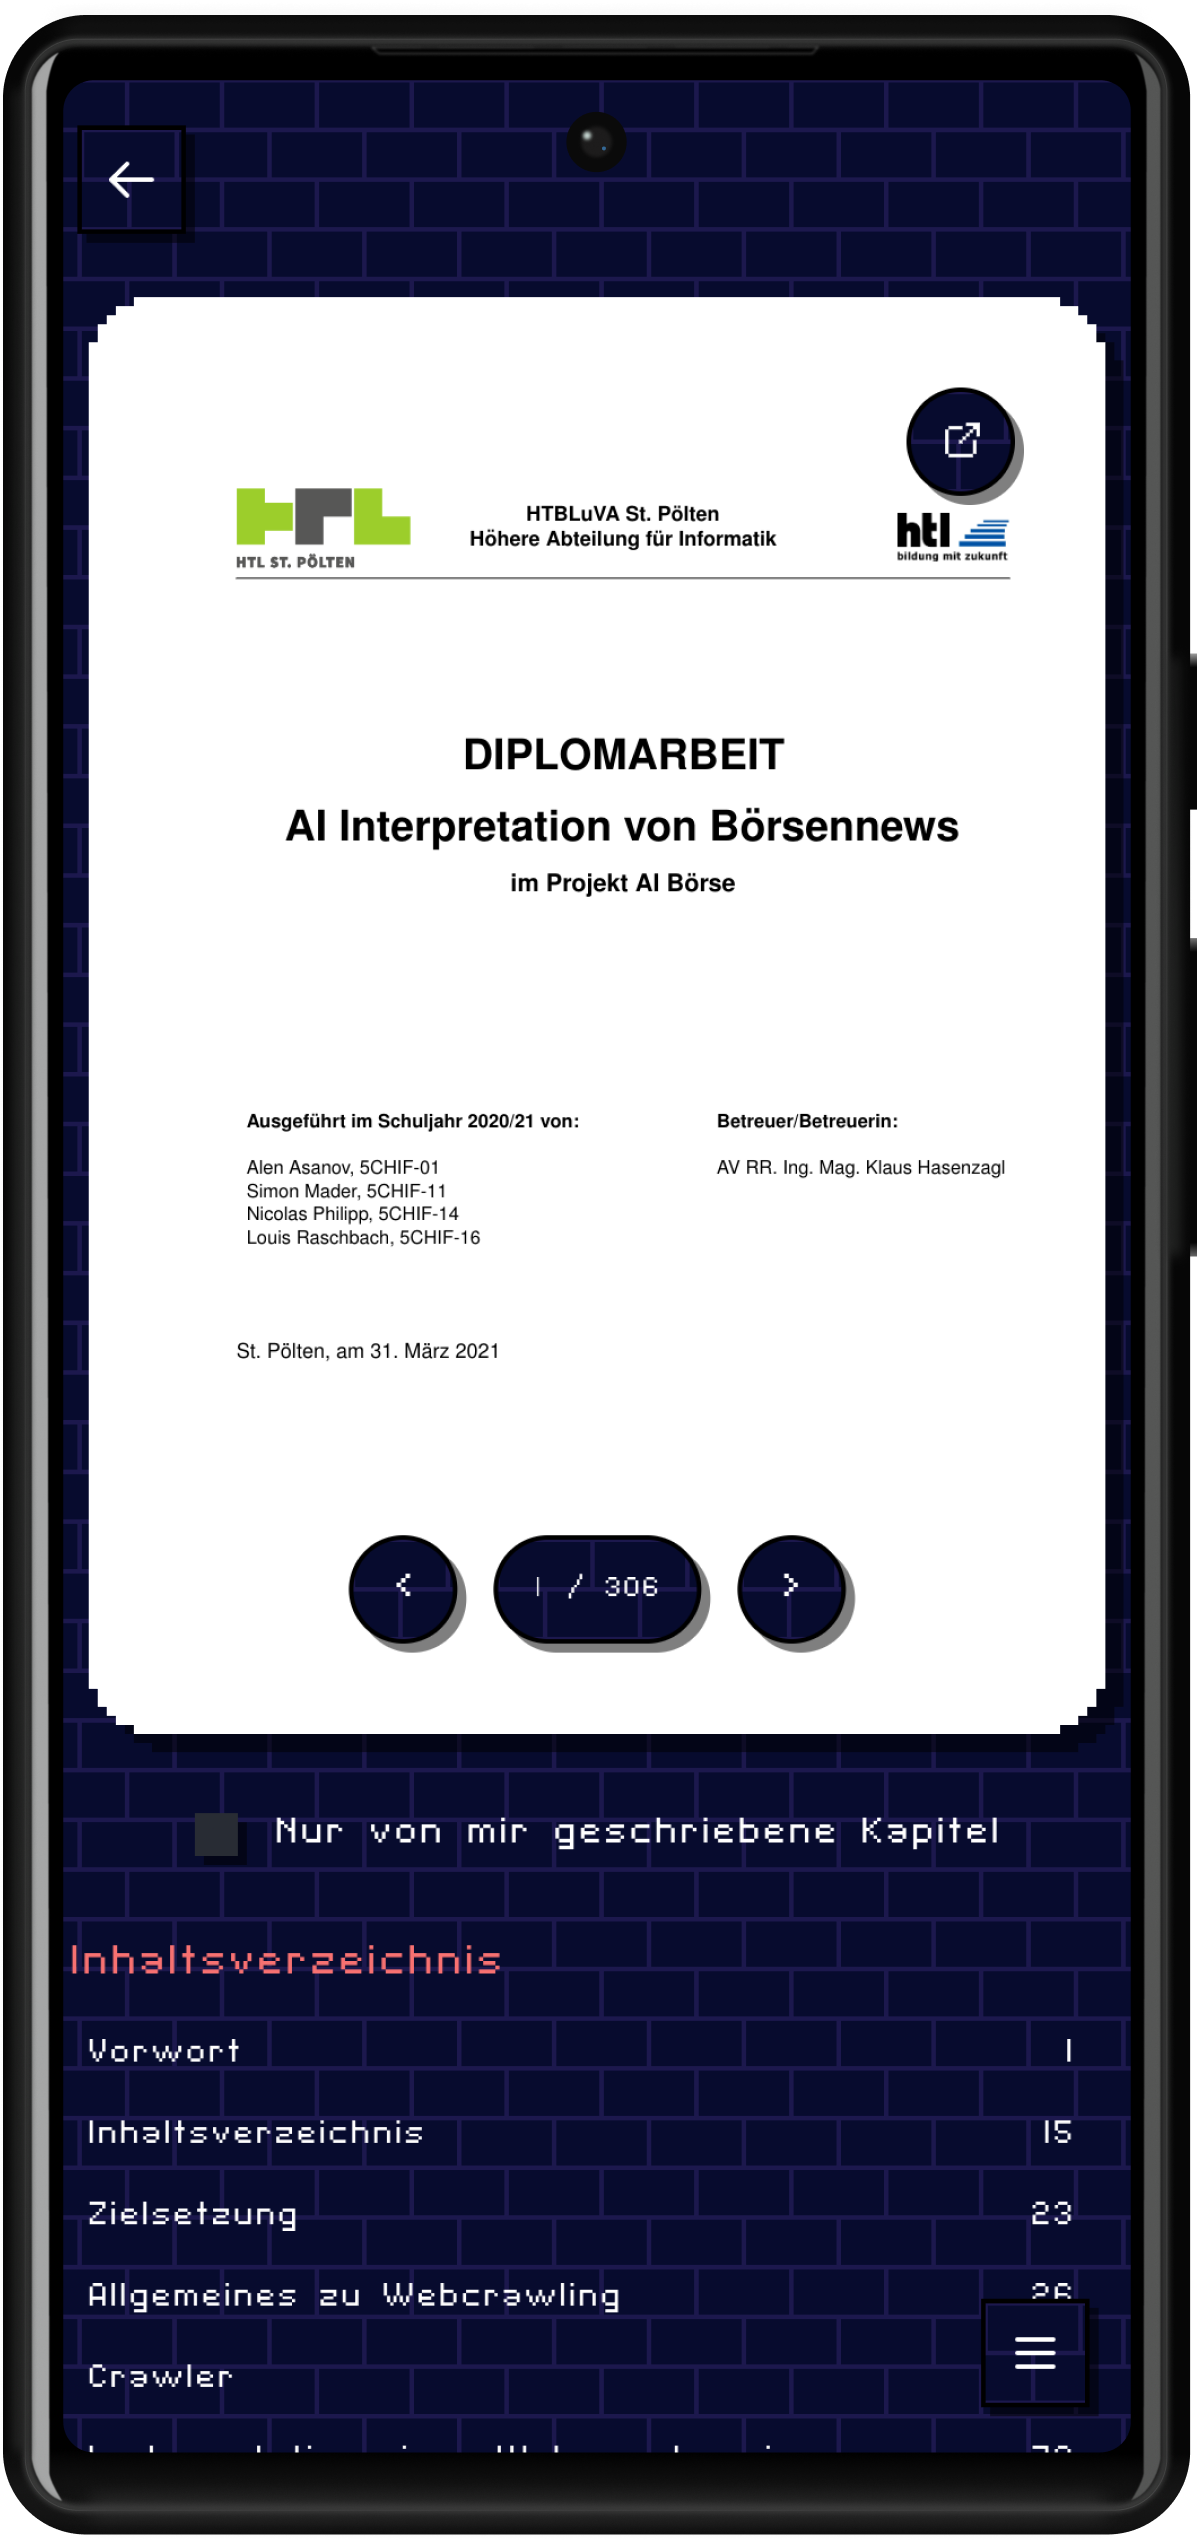 HTL
HTL ST. PÖLTEN
HTBLuVA St. Pölten
Höhere Abteilung für Informatik
htl
bildung mit zukunft
DIPLOMARBEIT
AI Interpretation von Börsennews
im Projekt AI Börse
Ausgeführt im Schuljahr 2020/21 von:
Alen Asanov, 5CHIF-01
Simon Mader, 5CHIF-11
Nicolas Philipp, 5CHIF-14
Louis Raschbach, 5CHIF-16
Betreuer/Betreuerin:
AV RR. Ing. Mag. Klaus Hasenzagl
St. Pölten, am 31. März 2021
< 1 / 306 >
Nur von mir geschriebene Kapitel
Inhaltsverzeichnis
Vorwort 1
Inhaltsverzeichnis 15
Zielsetzung 23
Allgemeines zu Webcrawling 26
Crawler